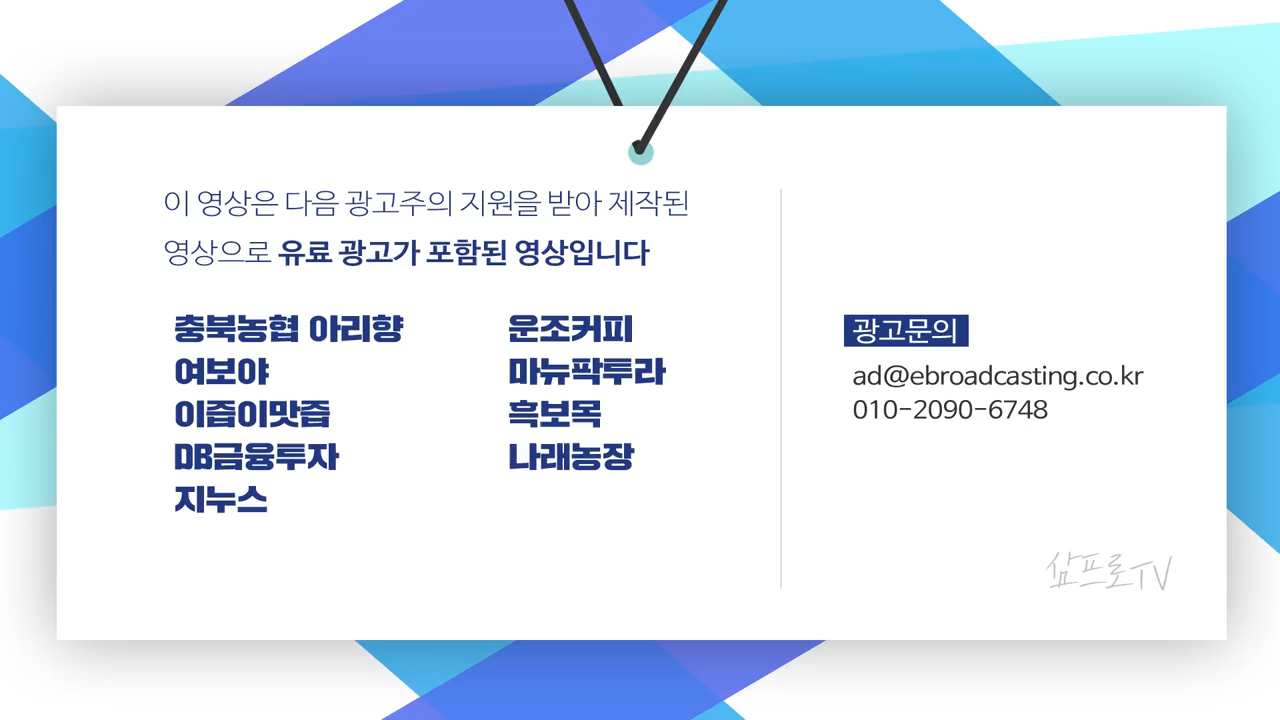 이 영상은 다음 광고주의 지원을 받아 제작된
영상으로 유료 광고가 포함된 영상입니다
충북농협 아리향
여보야
이즙이맛즙
DB금융투자
지누스
운조커피
마뉴팍투라
흑보목
나래농장
광고문의
ad@ebroadcasting.co.kr
010-2090-6748
삼프로TV